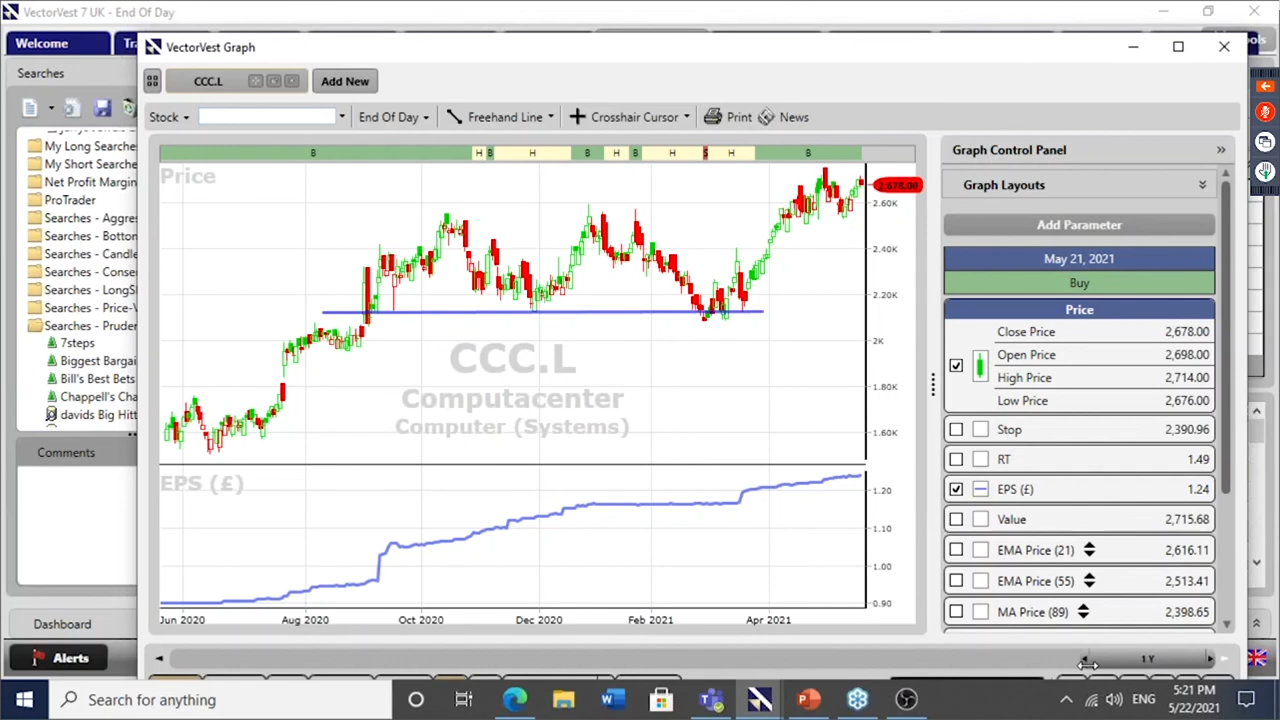 VectorVest 7 UK - End Of Day
Welcome
Tra
ols
Searches
My Long Searche
My Short Searche
Net Profit Margin
ProTrader
Searches - Aggres
Searches - Bottom
Searches - Candle
Searches - Conser
Searches - LongSh
Searches - Price-V
Searches - Pruder
7steps
Biggest Bargai
Bill's Best Bets
Chappell's Cha
davids Big Hitt
Comments
Dashboard
Alerts
VectorVest Graph
CCC.L
Add New
Stock
End Of Day
Freehand Line
Crosshair Cursor
Print
News
B H B H B H B H S H B
Price
2,678.00
2.60K
2.40K
2.20K
2K
1.80K
1.60K
CCC.L
Computacenter
Computer (Systems)
EPS (£)
1.20
1.10
1.00
0.90
Jun 2020 Aug 2020 Oct 2020 Dec 2020 Feb 2021 Apr 2021
1 Y
Graph Control Panel
Graph Layouts
Add Parameter
May 21, 2021
Buy
Price
Close Price 2,678.00
Open Price 2,698.00
High Price 2,714.00
Low Price 2,676.00
Stop 2,390.96
RT 1.49
EPS (£) 1.24
Value 2,715.68
EMA Price (21) 2,616.11
EMA Price (55) 2,513.41
MA Price (89) 2,398.65
Search for anything
ENG
5:21 PM
5/22/2021